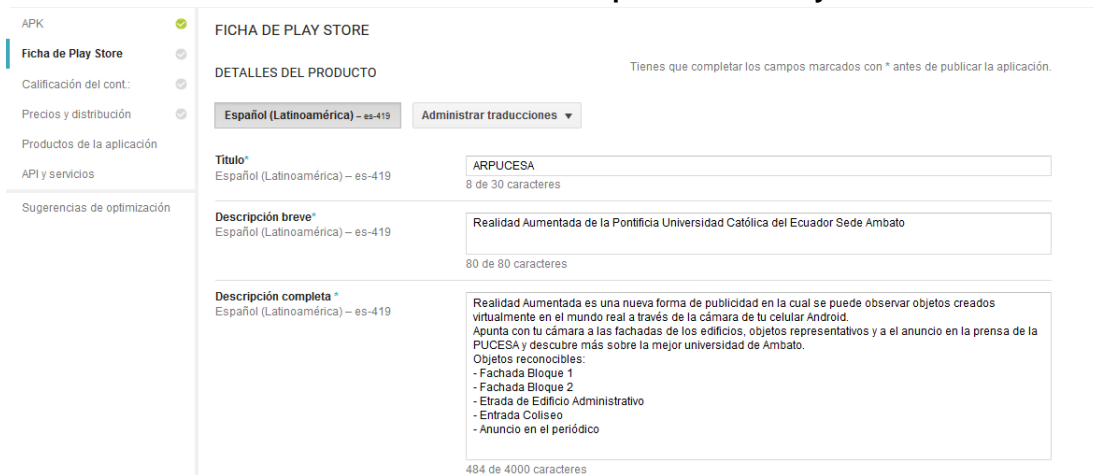 APK
Ficha de Play Store
Calificación del cont.:
Precios y distribución
Productos de la aplicación
API y servicios
Sugerencias de optimización
FICHA DE PLAY STORE
DETALLES DEL PRODUCTO
Tienes que completar los campos marcados con * antes de publicar la aplicación.
Español (Latinoamérica) – es-419
Administrar traducciones
Título*
Español (Latinoamérica) – es-419
ARPUCESA
8 de 30 caracteres
Descripción breve*
Español (Latinoamérica) – es-419
Realidad Aumentada de la Pontificia Universidad Católica del Ecuador Sede Ambato
80 de 80 caracteres
Descripción completa *
Español (Latinoamérica) – es-419
Realidad Aumentada es una nueva forma de publicidad en la cual se puede observar objetos creados
virtualmente en el mundo real a través de la cámara de tu celular Android.
Apunta con tu cámara a las fachadas de los edificios, objetos representativos y a el anuncio en la prensa de la
PUCESA y descubre más sobre la mejor universidad de Ambato.
Objetos reconocibles:
- Fachada Bloque 1
- Fachada Bloque 2
- Etrada de Edificio Administrativo
- Entrada Coliseo
- Anuncio en el periódico
484 de 4000 caracteres